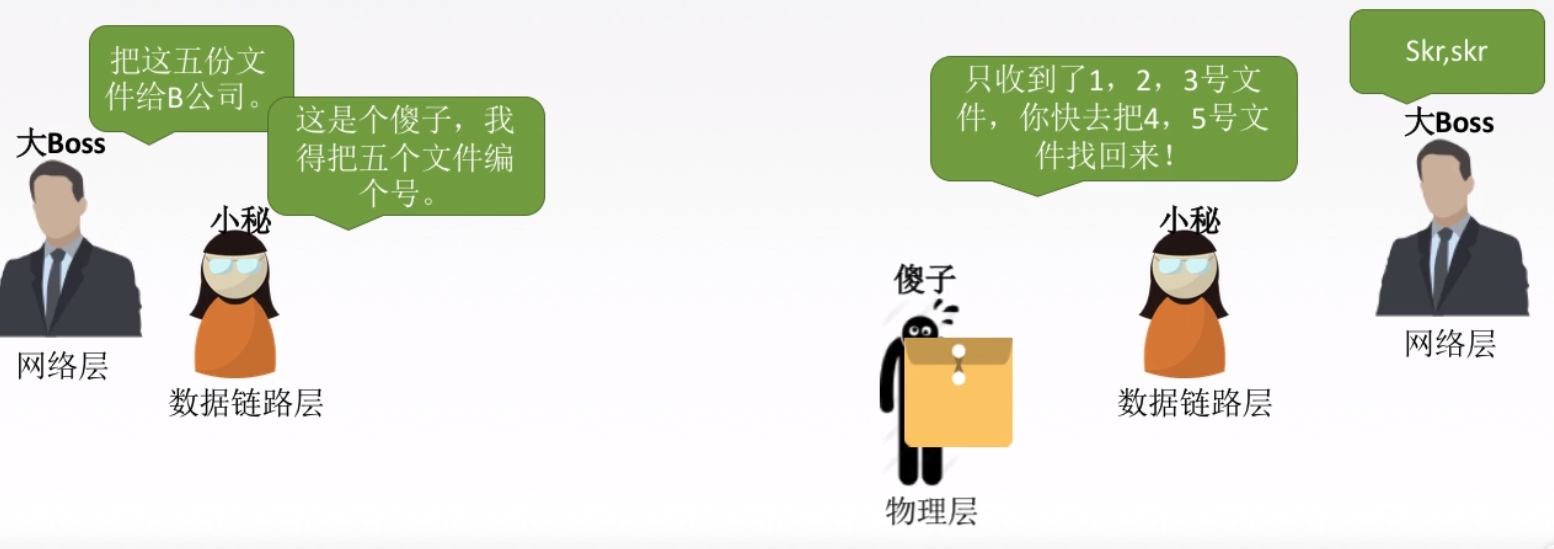 把这五份文
件给B公司。
大Boss
网络层
这是个傻子，我
得把五个文件编
个号。
小秘
数据链路层
傻子
物理层
只收到了1，2，3号文
件，你快去把4，5号文
件找回来！
小秘
数据链路层
Skr,skr
大Boss
网络层